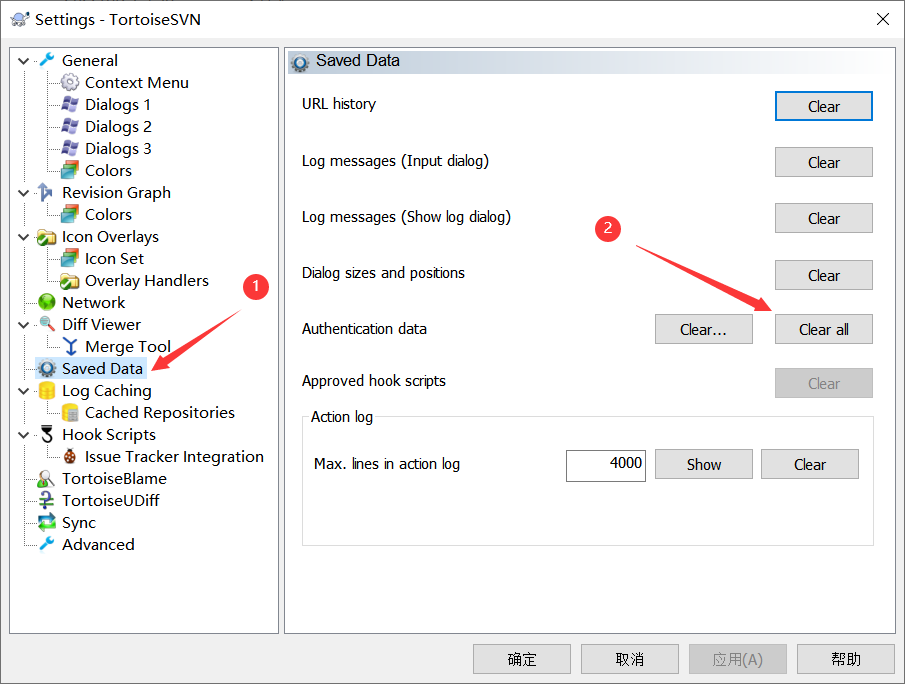 Settings - TortoiseSVN
General
Context Menu
Dialogs 1
Dialogs 2
Dialogs 3
Colors
Revision Graph
Colors
Icon Overlays
Icon Set
Overlay Handlers
Network
Diff Viewer
Merge Tool
Saved Data
Log Caching
Cached Repositories
Hook Scripts
Issue Tracker Integration
TortoiseBlame
TortoiseUDiff
Sync
Advanced
1
Saved Data
URL history Clear
Log messages (Input dialog) Clear
Log messages (Show log dialog) Clear
2
Dialog sizes and positions Clear
Authentication data Clear... Clear all
Approved hook scripts Clear
Action log
Max. lines in action log 4000 Show Clear
确定 取消 应用(A) 帮助